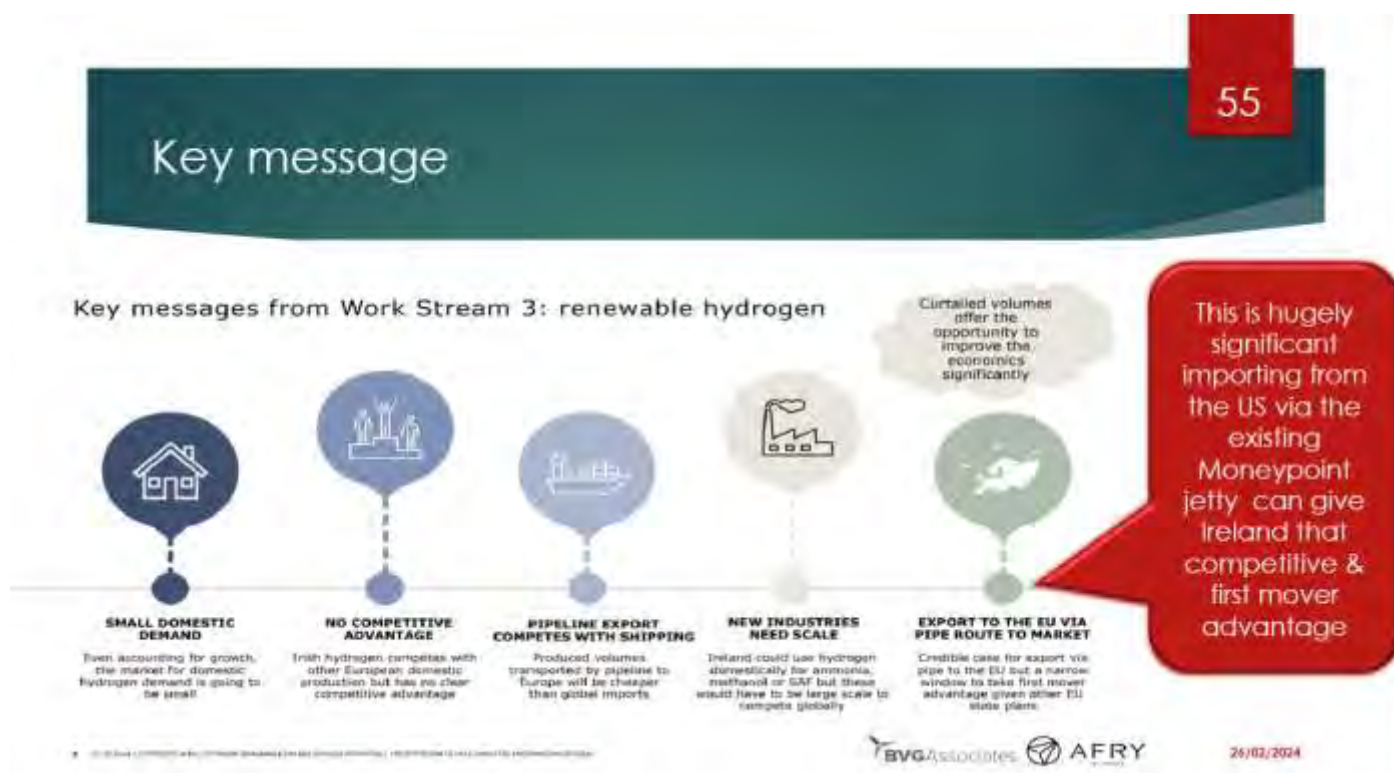 55
Key message
Key messages from Work Stream 3: renewable hydrogen
Curtailed volumes
offer the
opportunity to
improve the
economics
significantly
This is hugely
significant
importing from
the US via the
existing
Moneypoint
jetty can give
Ireland that
competitive &
first mover
advantage
SMALL DOMESTIC
DEMAND
Even accounting for growth,
the market for domestic
hydrogen demand is going to
be small
NO COMPETITIVE
ADVANTAGE
Irish hydrogen competes with
other European domestic
production but has no clear
competitive advantage
PIPELINE EXPORT
COMPETES WITH SHIPPING
Produced volumes
transported by pipeline to
Europe will be cheaper
than global imports
NEW INDUSTRIES
NEED SCALE
Ireland could use hydrogen
domestically for ammonia,
methanol or SAF but these
would have to be large scale to
compete globally
EXPORT TO THE EU VIA
PIPE ROUTE TO MARKET
Credible case for export via
pipe to the EU but a narrow
window to take first mover
advantage given other EU
state plans
BVGAssociates
AFRY
26/02/2024